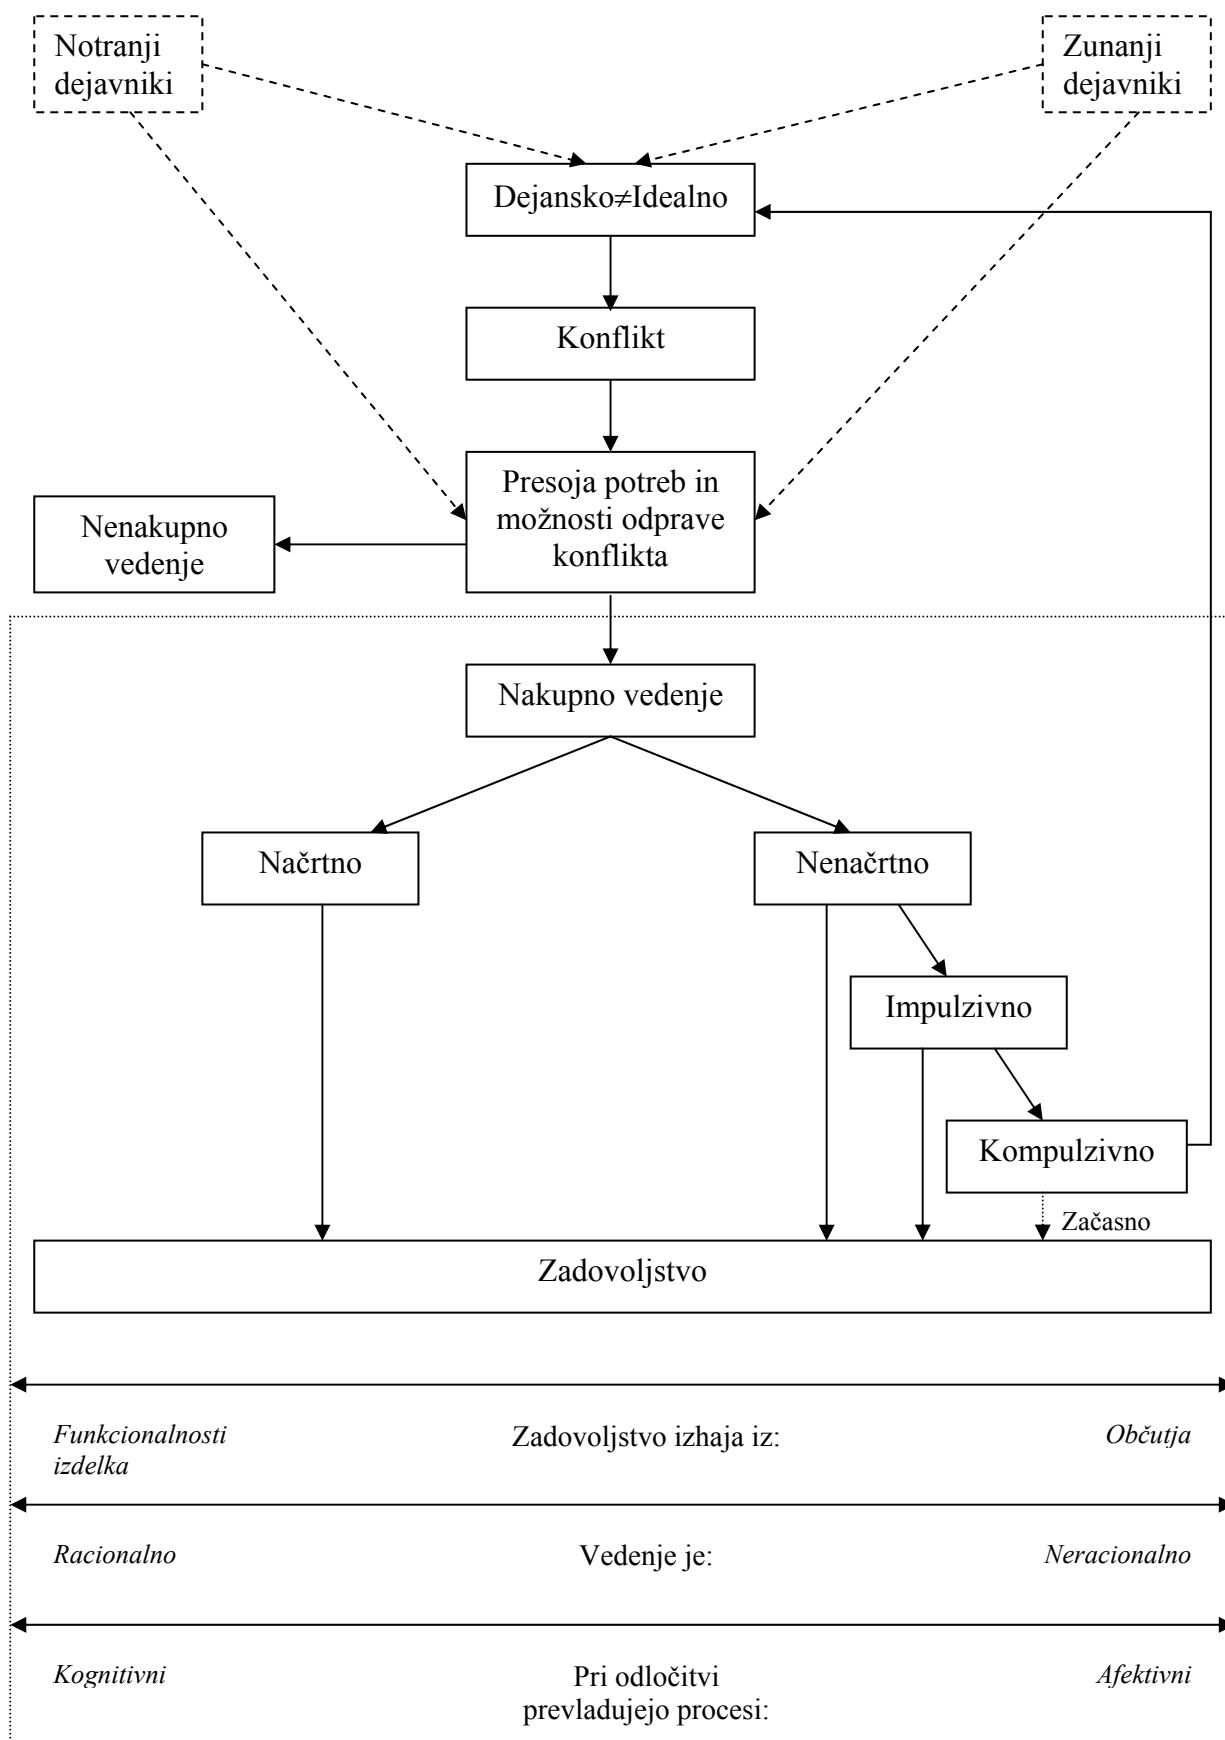 Notranji
dejavniki
Zunanji
dejavniki
Dejansko≠Idealno
Konflikt
Presoja potreb in
možnosti odprave
konflikta
Nenakupno
vedenje
Nakupno vedenje
Načrtno
Nenačrtno
Impulzivno
Kompulzivno
Začasno
Zadovoljstvo
Funkcionalnosti
izdelka
Zadovoljstvo izhaja iz:
Občutja
Racionalno
Vedenje je:
Neracionalno
Kognitivni
Pri odločitvi
prevladujejo procesi:
Afektivni